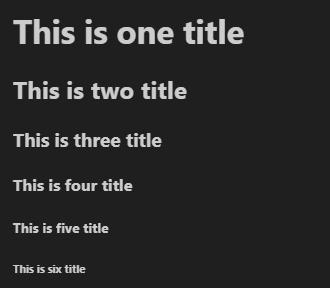 This is one title
This is two title
This is three title
This is four title
This is five title
This is six title